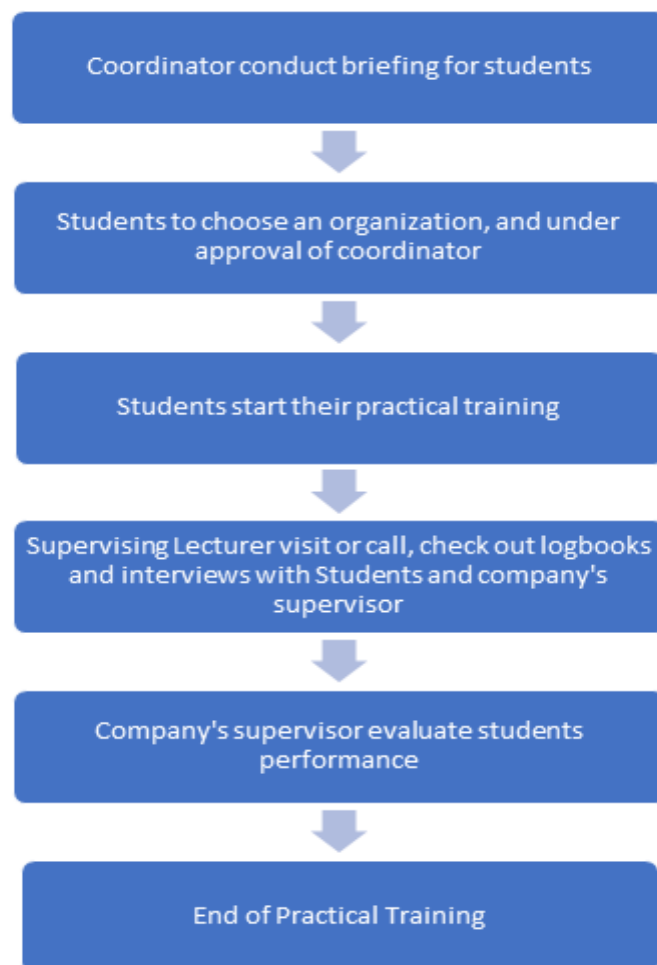 Coordinator conduct briefing for students
Students to choose an organization, and under
approval of coordinator
Students start their practical training
Supervising Lecturer visit or call, check out logbooks
and interviews with Students and company's
supervisor
Company's supervisor evaluate students
performance
End of Practical Training